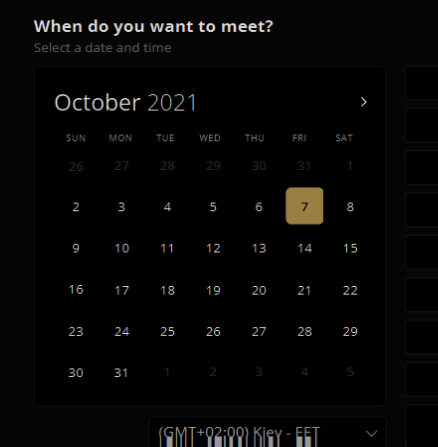 When do you want to meet?
Select a date and time
October 2021 >
SUN MON TUE WED THU FRI SAT
26 27 28 29 30 31 1
2 3 4 5 6 7 8
9 10 11 12 13 14 15
16 17 18 19 20 21 22
23 24 25 26 27 28 29
30 31 1 2 3 4 5
(GMT+02:00) Kiev - EET